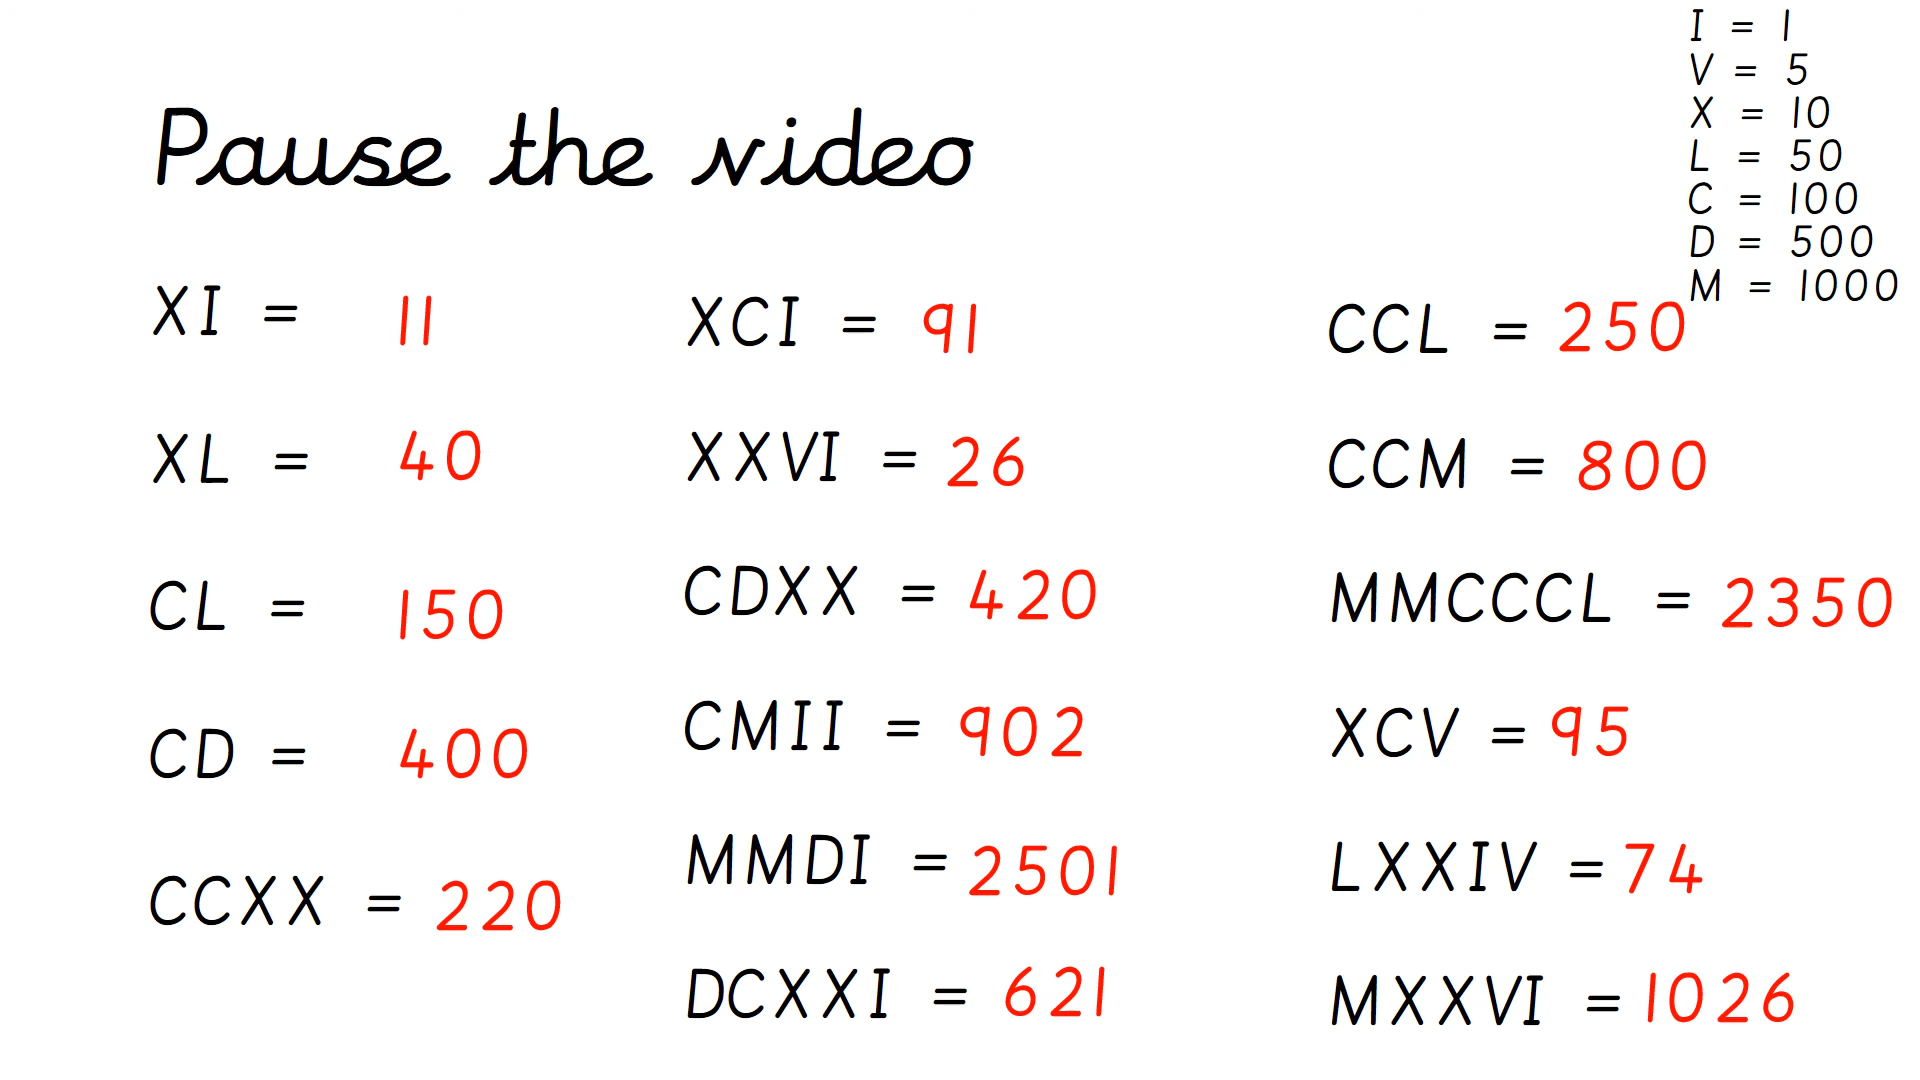 Pause the video
I = 1
V = 5
X = 10
L = 50
C = 100
D = 500
M = 1000
XI = 11
XL = 40
CL = 150
CD = 400
CCXX = 220
XCI = 91
XXVI = 26
CDXX = 420
CMII = 902
MMDI = 2501
DCXXI = 621
CCL = 250
CCM = 800
MMCCCL = 2350
XCV = 95
LXXIV = 74
MXXVI = 1026